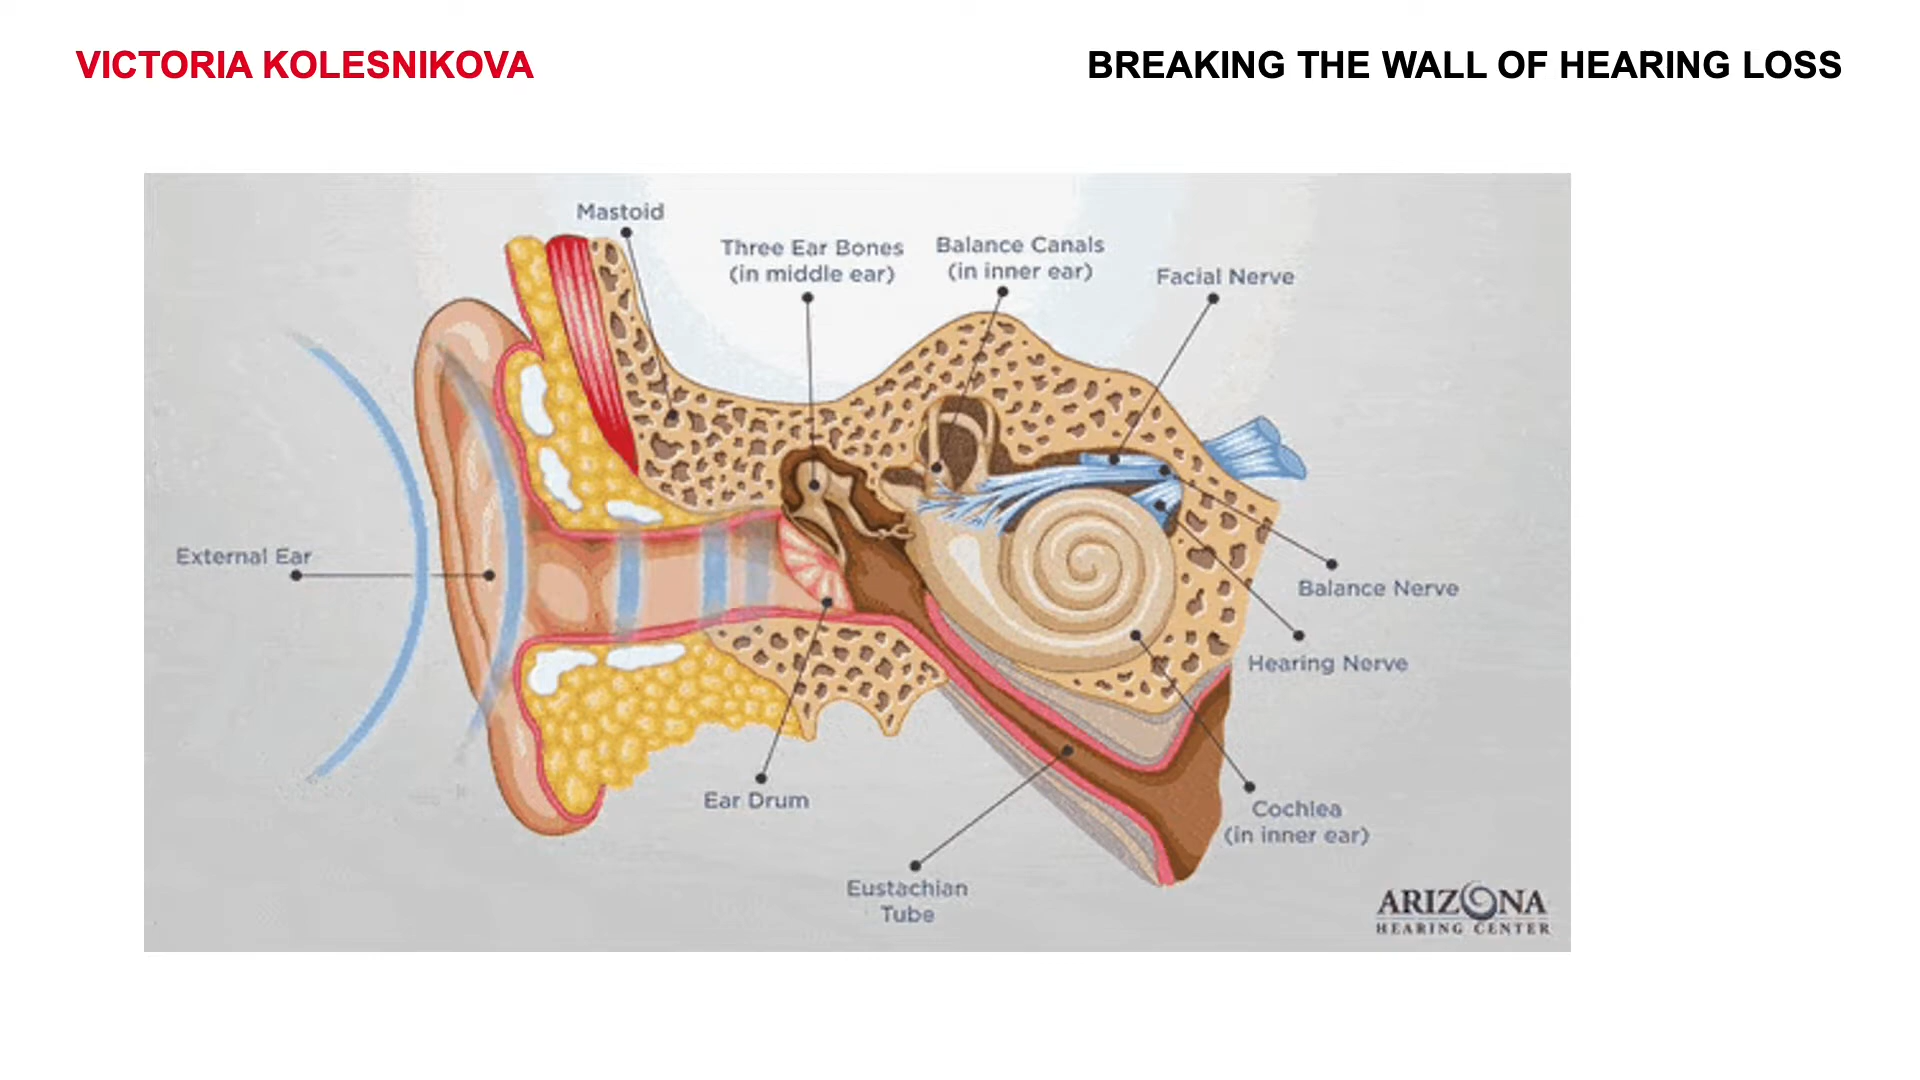 VICTORIA KOLESNIKOVA
BREAKING THE WALL OF HEARING LOSS
Mastoid
Three Ear Bones
(in middle ear)
Balance Canals
(in inner ear)
Facial Nerve
External Ear
Balance Nerve
Hearing Nerve
Ear Drum
Cochlea
(in inner ear)
Eustachian
Tube
ARIZONA
HEARING CENTER